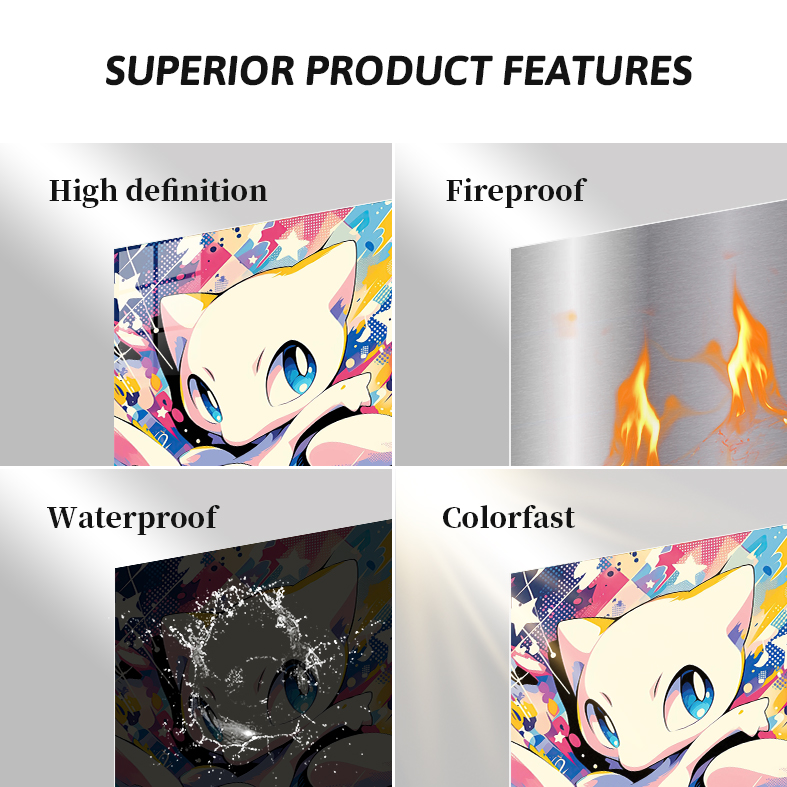 SUPERIOR PRODUCT FEATURES
High definition
Fireproof
Waterproof
Colorfast